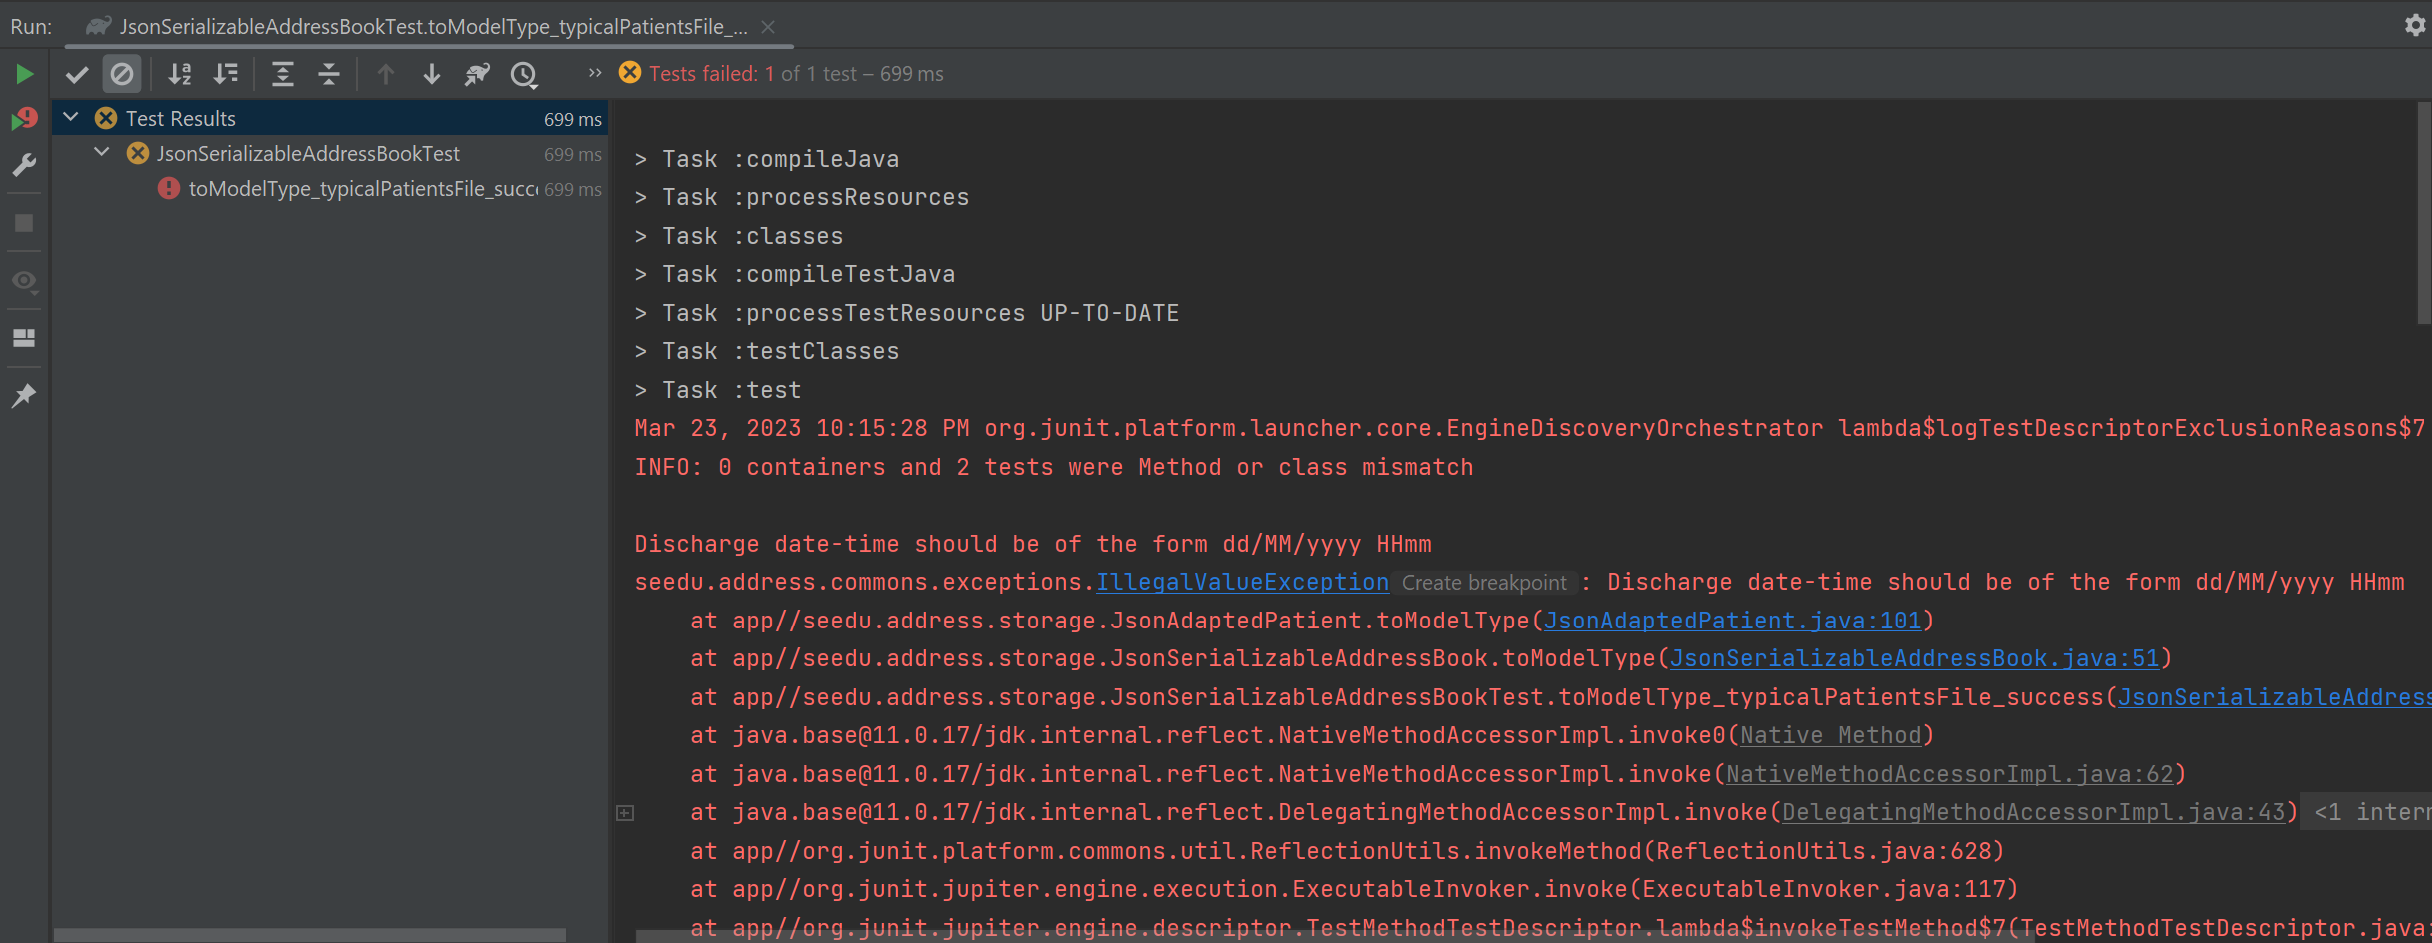 Run: JsonSerializableAddressBookTest.toModelType_typicalPatientsFile_...
Tests failed: 1 of 1 test – 699 ms
Test Results 699 ms
JsonSerializableAddressBookTest 699 ms
toModelType_typicalPatientsFile_succ 699 ms
> Task :compileJava
> Task :processResources
> Task :classes
> Task :compileTestJava
> Task :processTestResources UP-TO-DATE
> Task :testClasses
> Task :test
Mar 23, 2023 10:15:28 PM org.junit.platform.launcher.core.EngineDiscoveryOrchestrator lambda$logTestDescriptorExclusionReasons$7
INFO: 0 containers and 2 tests were Method or class mismatch
Discharge date-time should be of the form dd/MM/yyyy HHmm
seedu.address.commons.exceptions.IllegalValueException Create breakpoint : Discharge date-time should be of the form dd/MM/yyyy HHmm
at app//seedu.address.storage.JsonAdaptedPatient.toModelType(JsonAdaptedPatient.java:101)
at app//seedu.address.storage.JsonSerializableAddressBook.toModelType(JsonSerializableAddressBook.java:51)
at app//seedu.address.storage.JsonSerializableAddressBookTest.toModelType_typicalPatientsFile_success(JsonSerializableAddress
at java.base@11.0.17/jdk.internal.reflect.NativeMethodAccessorImpl.invoke0(Native Method)
at java.base@11.0.17/jdk.internal.reflect.NativeMethodAccessorImpl.invoke(NativeMethodAccessorImpl.java:62)
at java.base@11.0.17/jdk.internal.reflect.DelegatingMethodAccessorImpl.invoke(DelegatingMethodAccessorImpl.java:43) <1 intern
at app//org.junit.platform.commons.util.ReflectionUtils.invokeMethod(ReflectionUtils.java:628)
at app//org.junit.jupiter.engine.execution.ExecutableInvoker.invoke(ExecutableInvoker.java:117)
at app//org.junit.jupiter.engine.descriptor.TestMethodTestDescriptor.lambda$invokeTestMethod$7(TestMethodTestDescriptor.java